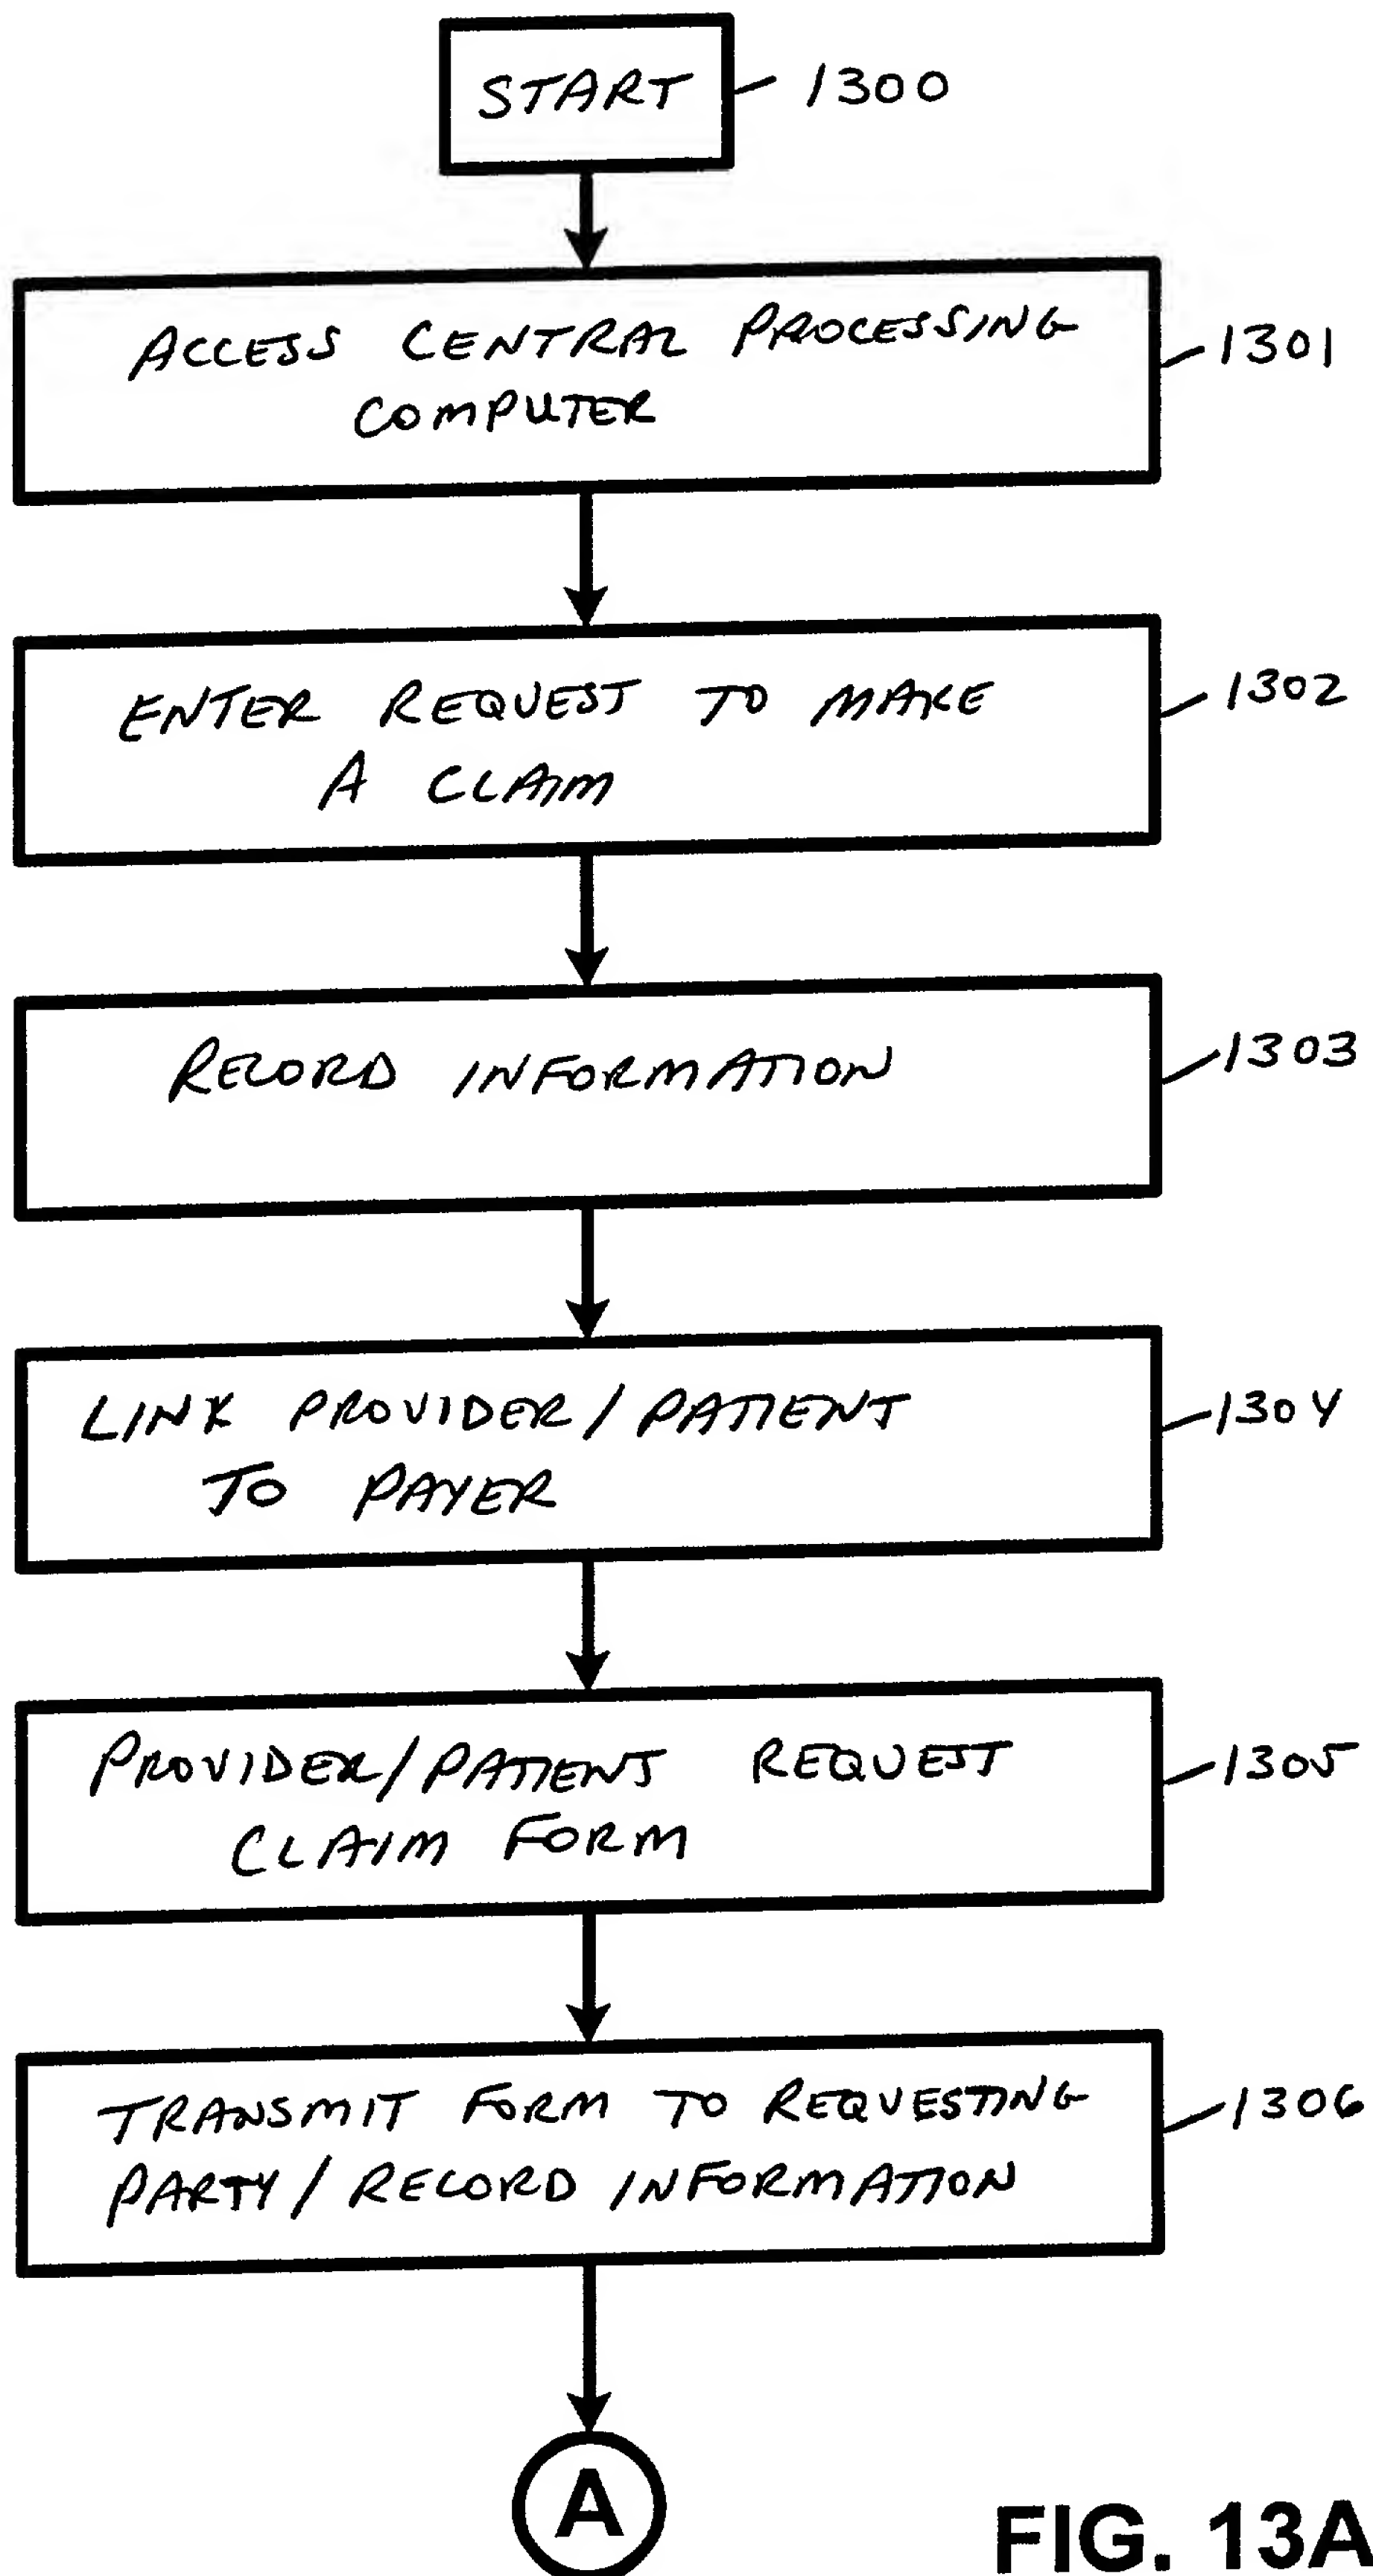 START 1300
ACCESS CENTRAL PROCESSING
COMPUTER
1301
ENTER REQUEST TO MAKE
A CLAIM
1302
RECORD INFORMATION
1303
LINK PROVIDER/PATIENT
TO PAYER
1304
PROVIDER/PATIENT REQUEST
CLAIM FORM
1305
TRANSMIT FORM TO REQUESTING
PARTY/RECORD INFORMATION
1306
A
FIG. 13A